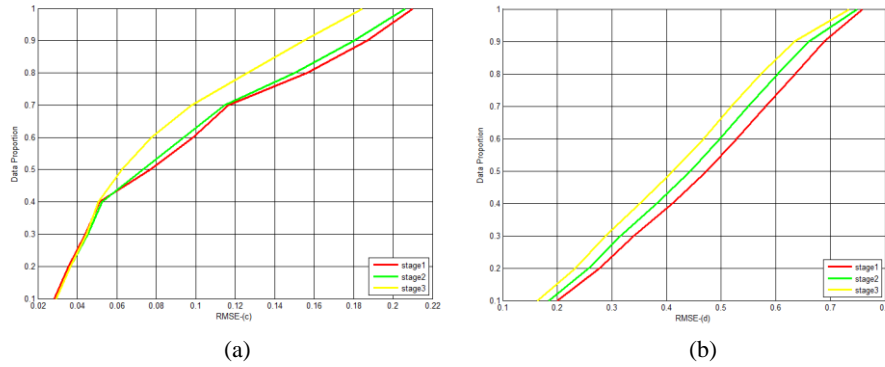 1
0.9
0.8
0.7
0.6
0.5
0.4
0.3
0.2
0.1
Data Proportion
0.02 0.04 0.06 0.08 0.1 0.12 0.14 0.16 0.18 0.2 0.22
RMSE-(c)
stage1
stage2
stage3
(a)
1
0.9
0.8
0.7
0.6
0.5
0.4
0.3
0.2
0.1
Data Proportion
0.1 0.2 0.3 0.4 0.5 0.6 0.7
RMSE-(d)
stage1
stage2
stage3
(b)